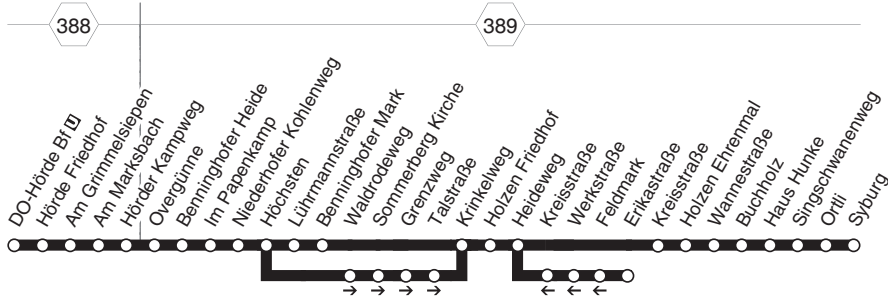 388
389
DO-Hörde Bf U
Hörde Friedhof
Am Grimmelsiepen
Am Marksbach
Hörder Kampweg
Overgünne
Benninghofer Heide
Im Papenkamp
Niederhofer Kohlenweg
Höchsten
Lührmannstraße
Benninghofer Mark
Waldrodeweg
Sommerberg Kirche
Grenzweg
Talstraße
Krinkelweg
Holzen Friedhof
Heideweg
Kreisstraße
Werkstraße
Feldmark
Erikastraße
Kreisstraße
Holzen Ehrenmal
Wannestraße
Buchholz
Haus Hunke
Singschwanenweg
Ortli
Syburg